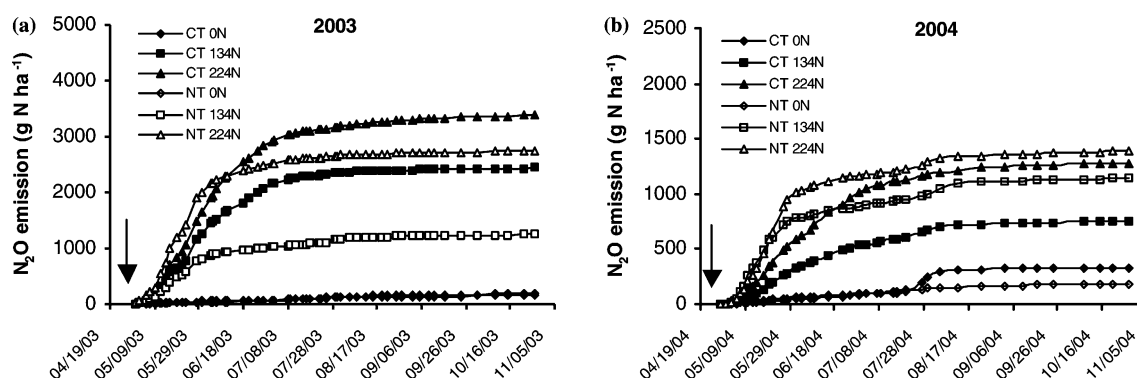 (a)
2003
N₂O emission (g N ha⁻¹)
5000
4000
3000
2000
1000
0
CT 0N
CT 134N
CT 224N
NT 0N
NT 134N
NT 224N
04/19/03
05/09/03
05/29/03
06/18/03
07/08/03
07/28/03
08/17/03
09/06/03
09/26/03
10/16/03
11/05/03
(b)
2004
N₂O emission (g N ha⁻¹)
2500
2000
1500
1000
500
0
CT 0N
CT 134N
CT 224N
NT 0N
NT 134N
NT 224N
04/19/04
05/09/04
05/29/04
06/18/04
07/08/04
07/28/04
08/17/04
09/06/04
09/26/04
10/16/04
11/05/04